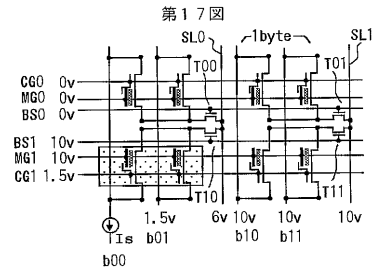 第17図
SL0 SL1
T00 1byte T01
CG0 0v
MG0 0v
BS0 0v
BS1 10v
MG1 10v
CG1 1.5v
T10 T11
1.5v 6v 10v 10v 10v
Is b01 b10 b11
b00